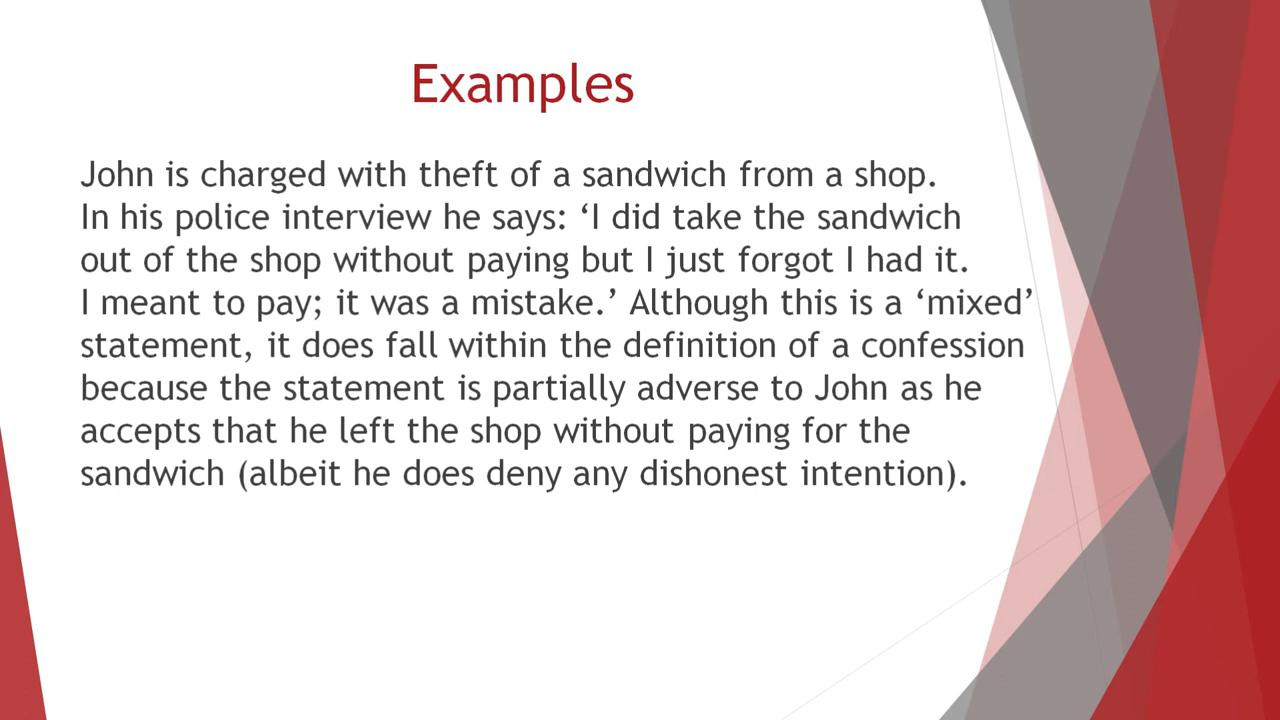 Examples
John is charged with theft of a sandwich from a shop.
In his police interview he says: ‘I did take the sandwich
out of the shop without paying but I just forgot I had it.
I meant to pay; it was a mistake.’ Although this is a ‘mixed’
statement, it does fall within the definition of a confession
because the statement is partially adverse to John as he
accepts that he left the shop without paying for the
sandwich (albeit he does deny any dishonest intention).